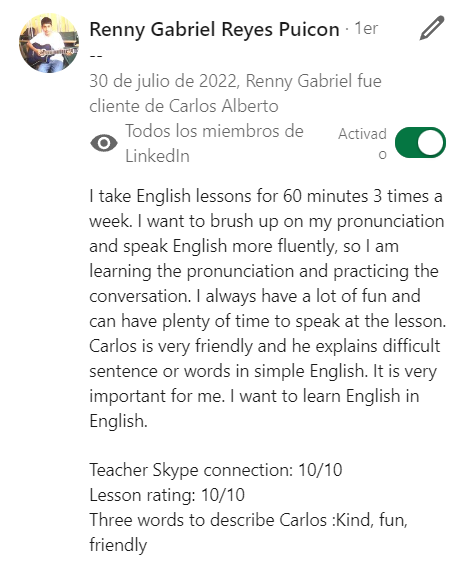 Renny Gabriel Reyes Puicon · 1er
--
30 de julio de 2022, Renny Gabriel fue
cliente de Carlos Alberto
Todos los miembros de
LinkedIn
Activad
o
I take English lessons for 60 minutes 3 times a
week. I want to brush up on my pronunciation
and speak English more fluently, so I am
learning the pronunciation and practicing the
conversation. I always have a lot of fun and
can have plenty of time to speak at the lesson.
Carlos is very friendly and he explains difficult
sentence or words in simple English. It is very
important for me. I want to learn English in
English.
Teacher Skype connection: 10/10
Lesson rating: 10/10
Three words to describe Carlos :Kind, fun,
friendly